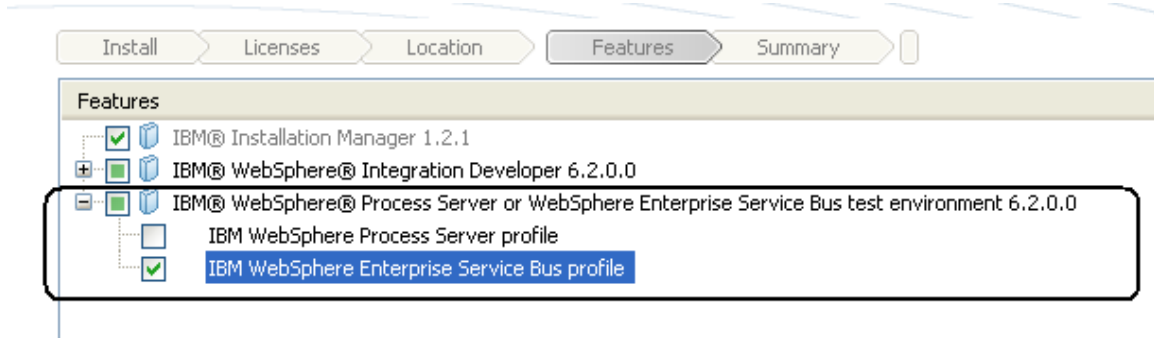 Install Licenses Location Features Summary
Features
IBM® Installation Manager 1.2.1
IBM® WebSphere® Integration Developer 6.2.0.0
IBM® WebSphere® Process Server or WebSphere Enterprise Service Bus test environment 6.2.0.0
IBM WebSphere Process Server profile
IBM WebSphere Enterprise Service Bus profile